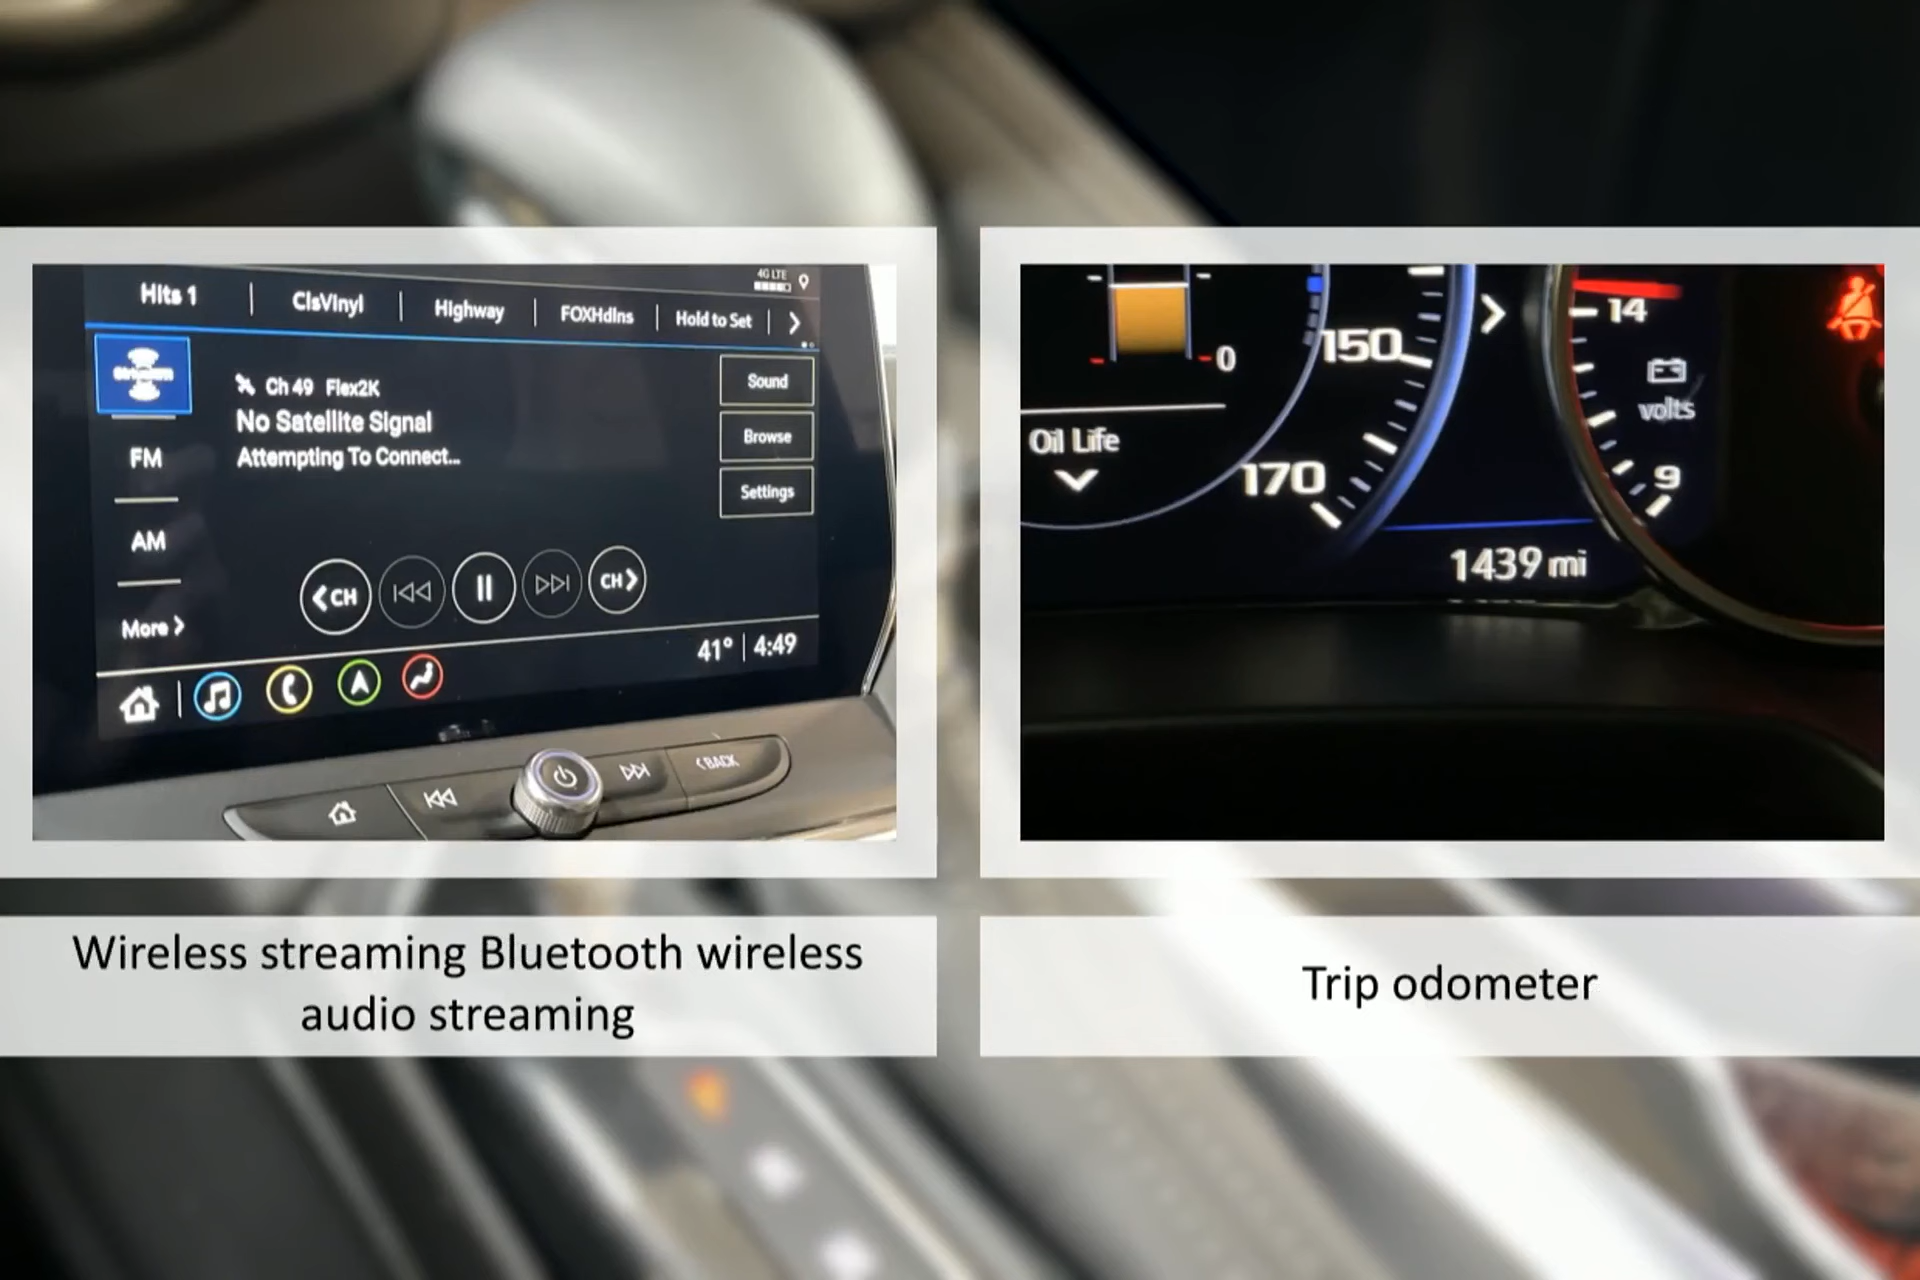 4G LTE
Hits 1
ClsVinyl
Highway
FOXHdlns
Hold to Set
Ch 49 Flex2K
No Satellite Signal
Attempting To Connect...
Sound
Browse
Settings
FM
AM
More
CH
CH
41° 4:49
BACK
0
150
170
Oil Life
14
volts
9
1439 mi
Wireless streaming Bluetooth wireless
audio streaming
Trip odometer